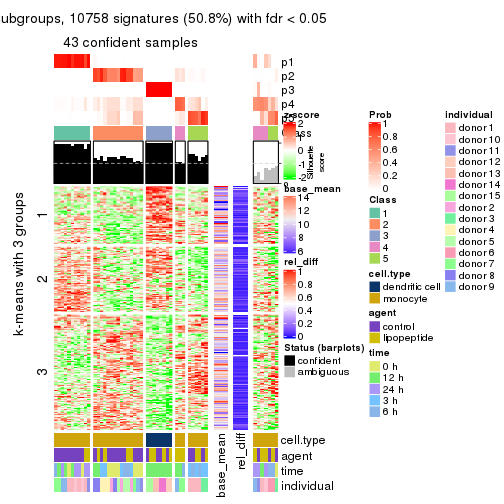 ubgroups, 10758 signatures (50.8%) with fdr < 0.05
43 confident samples
p1
p2
p3
p4
z-score
2
1
0
-1
-2
Silhouette
score
base_mean
14
12
10
8
6
rel_diff
1
0.8
0.6
0.4
0.2
0
Status (barplots)
confident
ambiguous
k-means with 3 groups
1
2
3
base_mean
rel_diff
cell.type
agent
time
individual
Prob
1
0.8
0.6
0.4
0.2
0
Class
1
2
3
4
5
cell.type
dendritic cell
monocyte
agent
control
lipopeptide
time
0 h
12 h
24 h
3 h
6 h
individual
donor 1
donor 10
donor 11
donor 12
donor 13
donor 14
donor 15
donor 2
donor 3
donor 4
donor 5
donor 6
donor 7
donor 8
donor 9